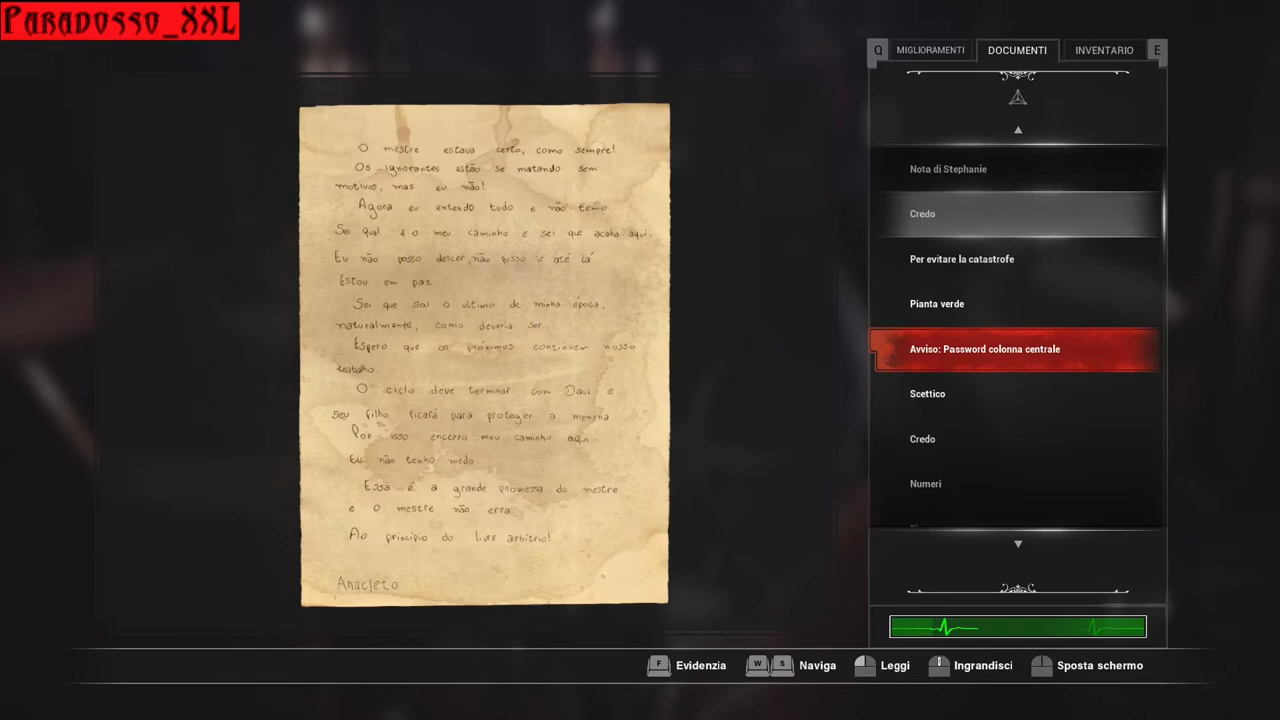 Paradosso_XXL
Q MIGLIORAMENTI DOCUMENTI INVENTARIO E
O mestre estava certo, como sempre!
Os ignorantes estão se matando sem
motivos, mas eu não!
Agora eu entendo tudo e não temo
Sei qual é o meu caminho e sei que acaba aqui.
Eu não posso descer, não posso ir até lá
Estou em paz
Sei que sou o ultimo de minha época,
naturalmente, como deveria ser.
Espero que os próximos continuem nosso
trabalho.
O ciclo deve terminar com Davi e
seu filho ficará para proteger a menina
Por isso encerro meu caminho aqui
Eu não tenho medo.
Essa é a grande promessa do mestre
e o mestre não erra.
Ao princípio do livre arbítrio!
Anacleto
Nota di Stephanie
Credo
Per evitare la catastrofe
Pianta verde
Avviso: Password colonna centrale
Scettico
Credo
Numeri
F Evidenzia W S Naviga Leggi Ingrandisci Sposta schermo